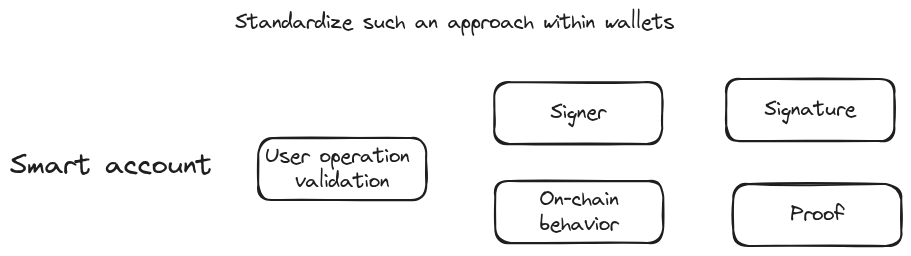 Standardize such an approach within wallets
Signer
Signature
Smart account
User operation
validation
On-chain
behavior
Proof